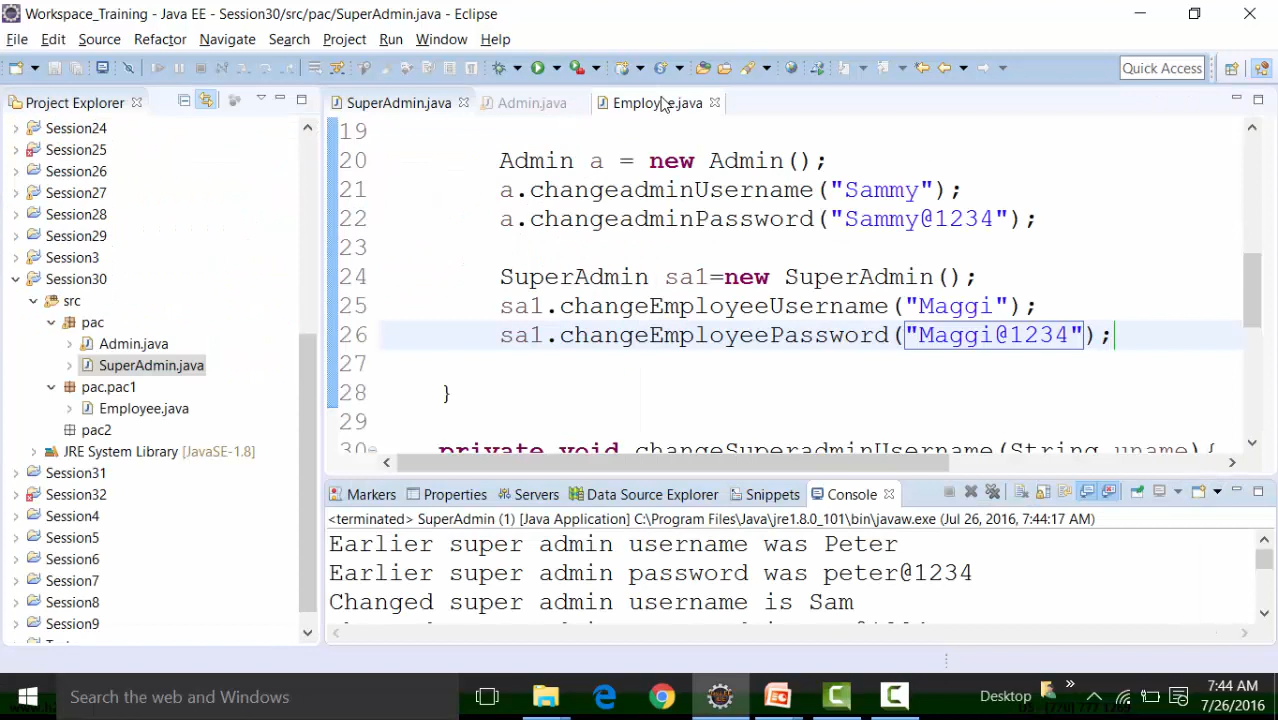 Workspace_Training - Java EE - Session30/src/pac/SuperAdmin.java - Eclipse
File Edit Source Refactor Navigate Search Project Run Window Help
Quick Access
Project Explorer
Session24
Session25
Session26
Session27
Session28
Session29
Session3
Session30
src
pac
Admin.java
SuperAdmin.java
pac.pac1
Employee.java
pac2
JRE System Library [JavaSE-1.8]
Session31
Session32
Session4
Session5
Session6
Session7
Session8
Session9
SuperAdmin.java Admin.java Employee.java
19
20 Admin a = new Admin();
21 a.changeadminUsername("Sammy");
22 a.changeadminPassword("Sammy@1234");
23
24 SuperAdmin sa1=new SuperAdmin();
25 sa1.changeEmployeeUsername("Maggi");
26 sa1.changeEmployeePassword("Maggi@1234");
27
28 }
29
30 private void changeSuperadminUsername(String uname){
Markers Properties Servers Data Source Explorer Snippets Console
<terminated> SuperAdmin (1) [Java Application] C:\Program Files\Java\jre1.8.0_101\bin\javaw.exe (Jul 26, 2016, 7:44:17 AM)
Earlier super admin username was Peter
Earlier super admin password was peter@1234
Changed super admin username is Sam
Search the web and Windows
Desktop
7:44 AM
7/26/2016